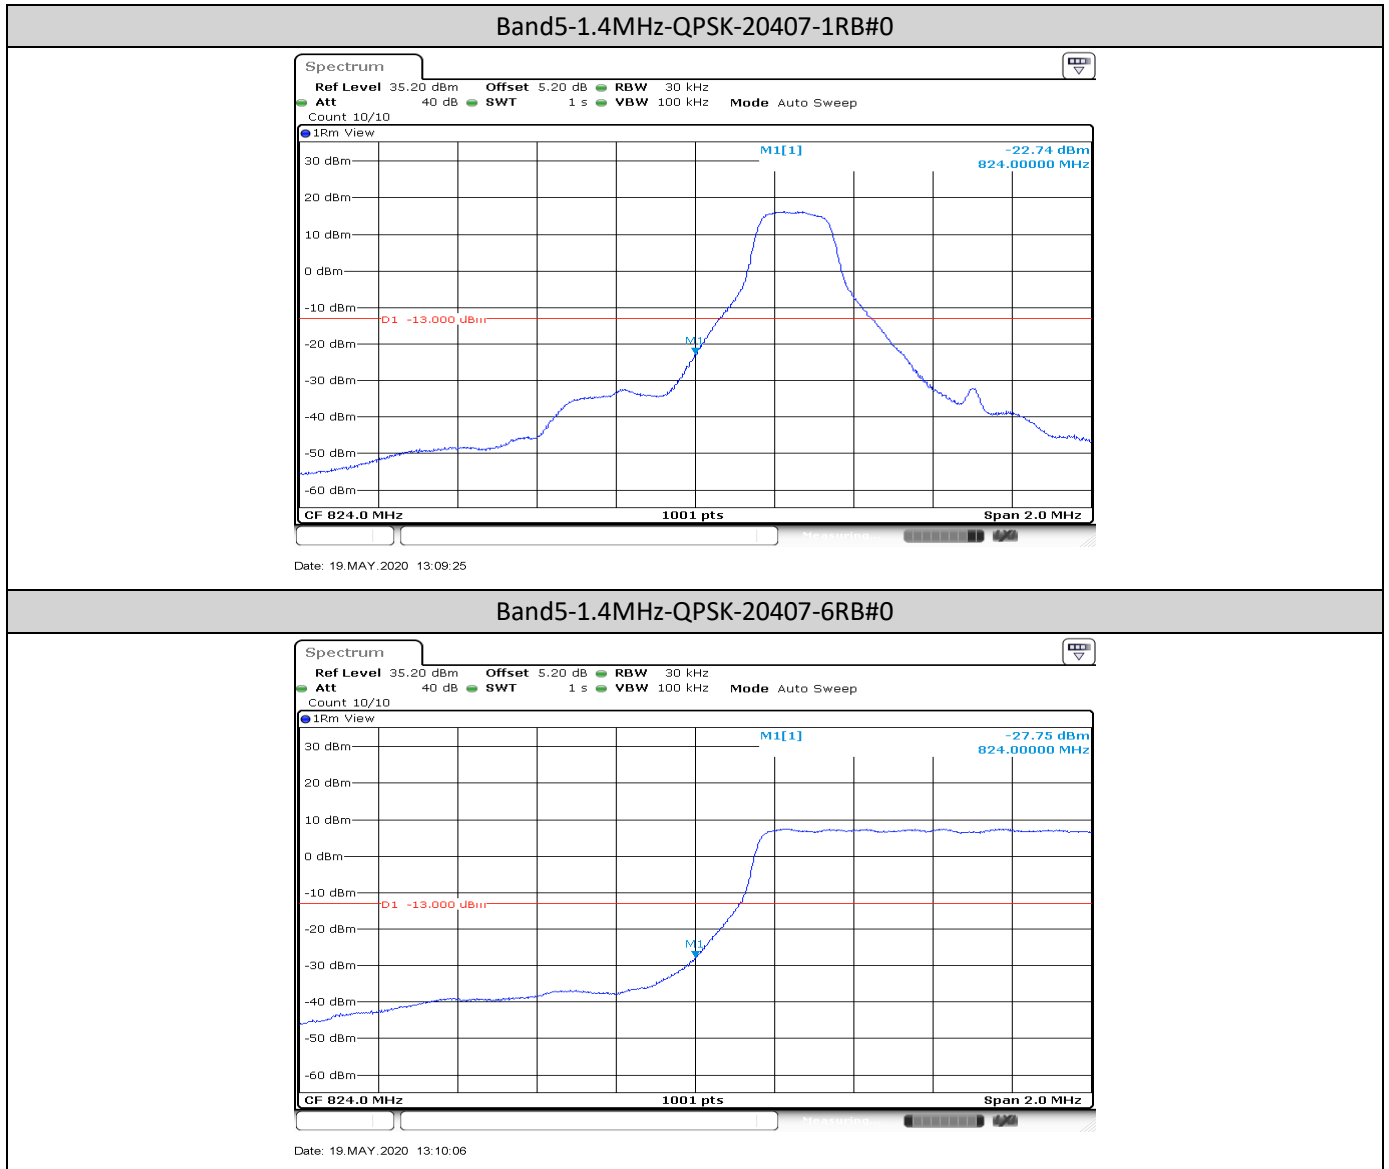 Band5-1.4MHz-QPSK-20407-1RB#0
Spectrum
Ref Level 35.20 dBm Offset 5.20 dB RBW 30 kHz
Att 40 dB SWT 1 s VBW 100 kHz Mode Auto Sweep
Count 10/10
1Rm View
M1[1] -22.74 dBm
824.00000 MHz
30 dBm
20 dBm
10 dBm
0 dBm
-10 dBm
D1 -13.000 dBm
-20 dBm
M1
-30 dBm
-40 dBm
-50 dBm
-60 dBm
CF 824.0 MHz 1001 pts Span 2.0 MHz
Measuring...
Date: 19.MAY.2020 13:09:25
Band5-1.4MHz-QPSK-20407-6RB#0
Spectrum
Ref Level 35.20 dBm Offset 5.20 dB RBW 30 kHz
Att 40 dB SWT 1 s VBW 100 kHz Mode Auto Sweep
Count 10/10
1Rm View
M1[1] -27.75 dBm
824.00000 MHz
30 dBm
20 dBm
10 dBm
0 dBm
-10 dBm
D1 -13.000 dBm
-20 dBm
M1
-30 dBm
-40 dBm
-50 dBm
-60 dBm
CF 824.0 MHz 1001 pts Span 2.0 MHz
Measuring...
Date: 19.MAY.2020 13:10:06